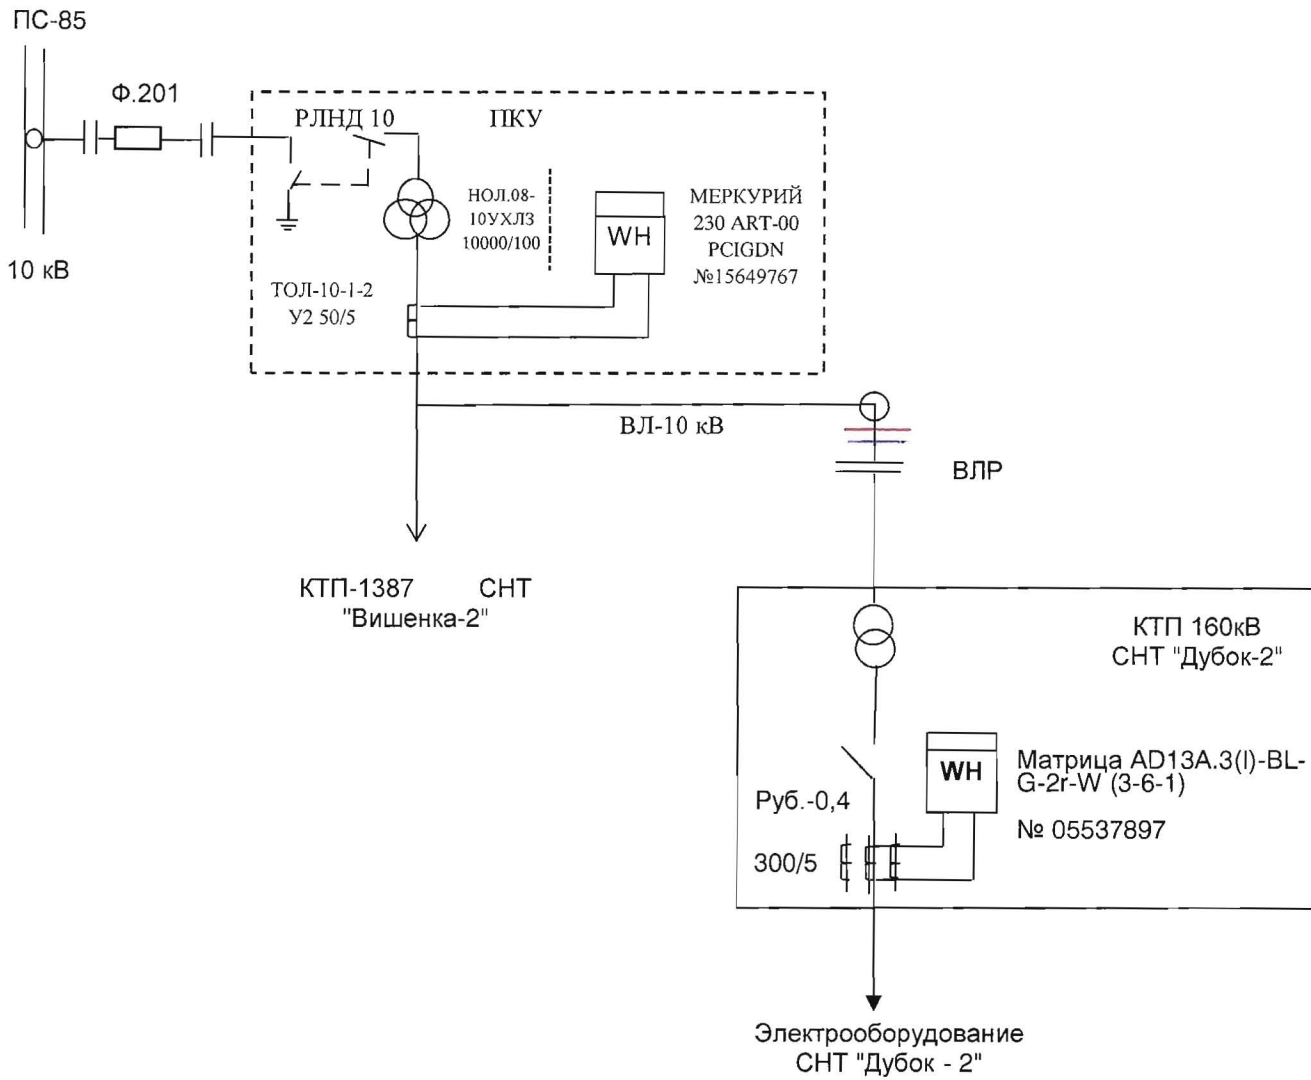 ПС-85
Ф.201
10 кВ
РЛНД 10
ПКУ
НОЛ.08-
10УХЛЗ
10000/100
WH
МЕРКУРИЙ
230 ART-00
PCIGDN
№15649767
ТОЛ-10-1-2
У2 50/5
ВЛ-10 кВ
ВЛР
КТП-1387 СНТ
"Вишенка-2"
КТП 160кВ
СНТ "Дубок-2"
WH
Матрица AD13A.3(I)-BL-
G-2r-W (3-6-1)
№ 05537897
Руб.-0,4
300/5
Электрооборудование
СНТ "Дубок - 2"